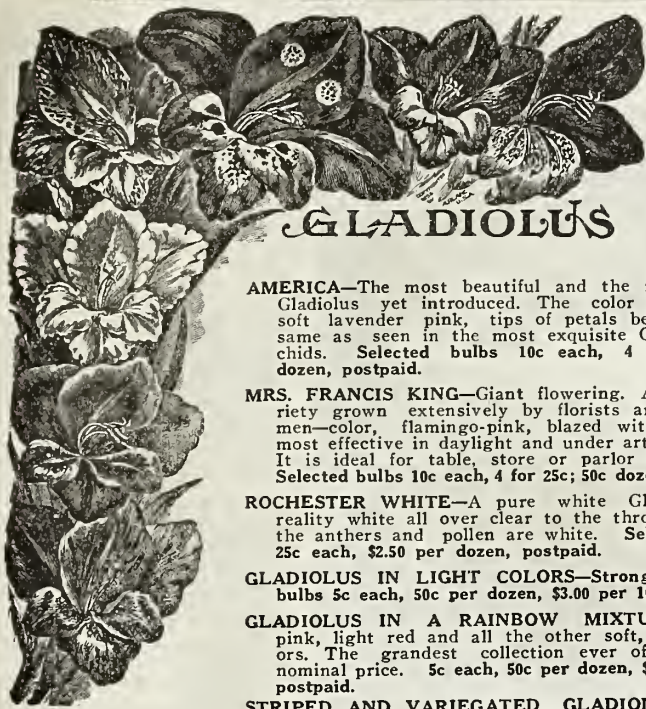 GLADIOLUS
AMERICA—The most beautiful and the
Gladiolus yet introduced. The color
soft lavender pink, tips of petals be
same as seen in the most exquisite
chids. Selected bulbs 10c each, 4
dozen, postpaid.
MRS. FRANCIS KING—Giant flowering.
riety grown extensively by florists a
men—color, flamingo-pink, blazed wit
most effective in daylight and under art
It is ideal for table, store or parlor
Selected bulbs 10c each, 4 for 25c; 50c doz
ROCHESTER WHITE—A pure white Gl
reality white all over clear to the thro
the anthers and pollen are white. Se
25c each, $2.50 per dozen, postpaid.
GLADIOLUS IN LIGHT COLORS—Strong
bulbs 5c each, 50c per dozen, $3.00 per 1
GLADIOLUS IN A RAINBOW MIXTU
pink, light red and all the other soft,
ors. The grandest collection ever of
nominal price. 5c each, 50c per dozen, $
postpaid.
STRIPED AND VARIEGATED GLADIOL